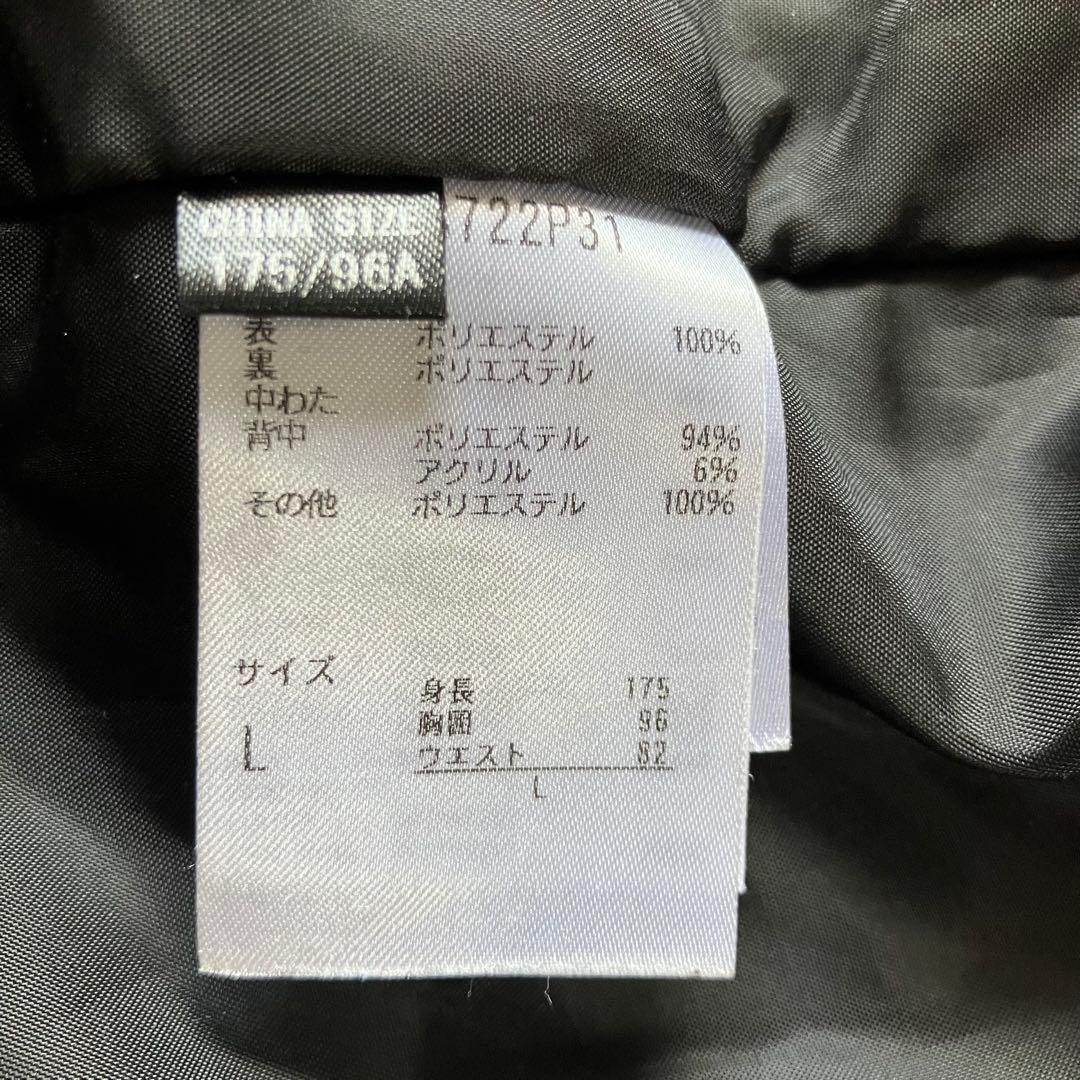 CHINA SIZE
175/96A
722P31
表 ポリエステル 100%
裏 ポリエステル
中わた
背中 ポリエステル 94%
アクリル 6%
その他 ポリエステル 100%
サイズ
L
身長 175
胸囲 96
ウエスト 82
L